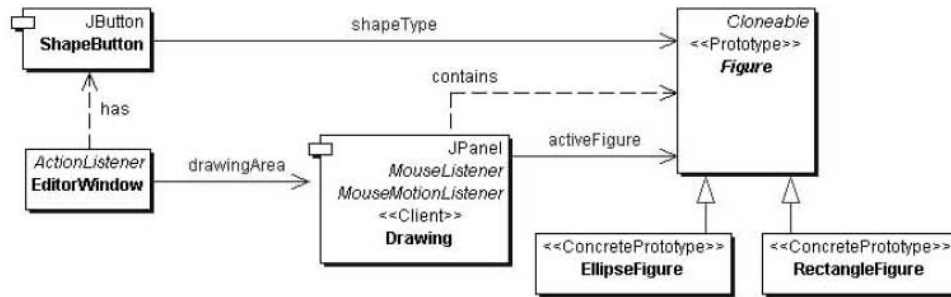 JButton
ShapeButton
shapeType
Cloneable
<<Prototype>>
Figure
contains
has
ActionListener
EditorWindow
drawingArea
JPanel
MouseListener
MouseMotionListener
<<Client>>
Drawing
activeFigure
<<ConcretePrototype>>
EllipseFigure
<<ConcretePrototype>>
RectangleFigure